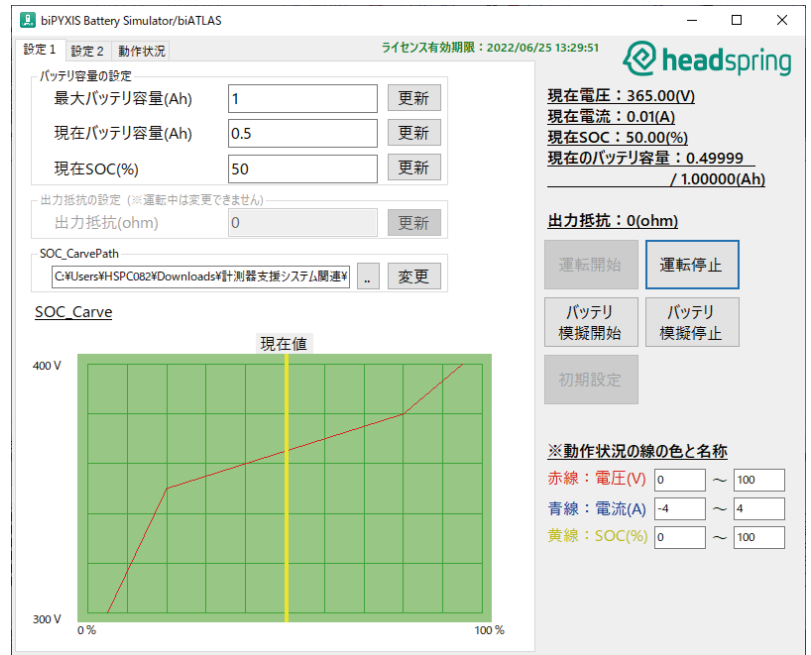 biPYXIS Battery Simulator/biATLAS
設定1 設定2 動作状況
ライセンス有効期限：2022/06/25 13:29:51
headspring
バッテリ容量の設定
最大バッテリ容量(Ah) 1 更新
現在バッテリ容量(Ah) 0.5 更新
現在SOC(%) 50 更新
出力抵抗の設定 (※運転中は変更できません)
出力抵抗(ohm) 0 更新
SOC_CarvePath
C:¥Users¥HSPC082¥Downloads¥計測器支援システム関連¥ .. 変更
SOC_Carve
現在値
400 V
300 V
0 %
100 %
現在電圧：365.00(V)
現在電流：0.01(A)
現在SOC：50.00(%)
現在のバッテリ容量：0.49999
/ 1.00000(Ah)
出力抵抗：0(ohm)
運転開始 運転停止
バッテリ
模擬開始
バッテリ
模擬停止
初期設定
※動作状況の線の色と名称
赤線：電圧(V) 0 ～ 100
青線：電流(A) -4 ～ 4
黄線：SOC(%) 0 ～ 100